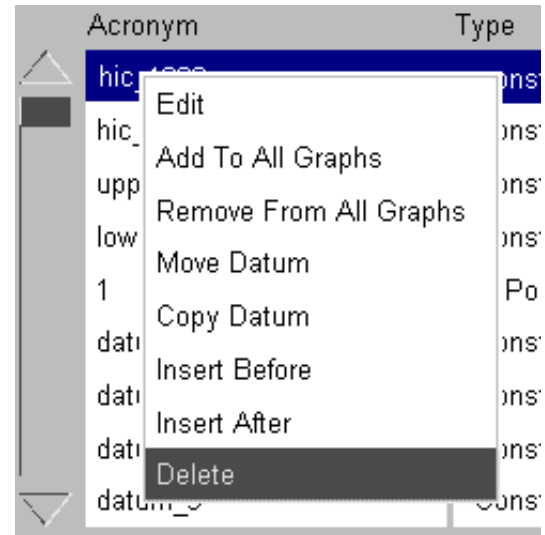 Acronym Type
hic_
Edit
hic_
Add To All Graphs
upp
Remove From All Graphs
low
Move Datum
1 Po
Copy Datum
Insert Before
Insert After
Delete